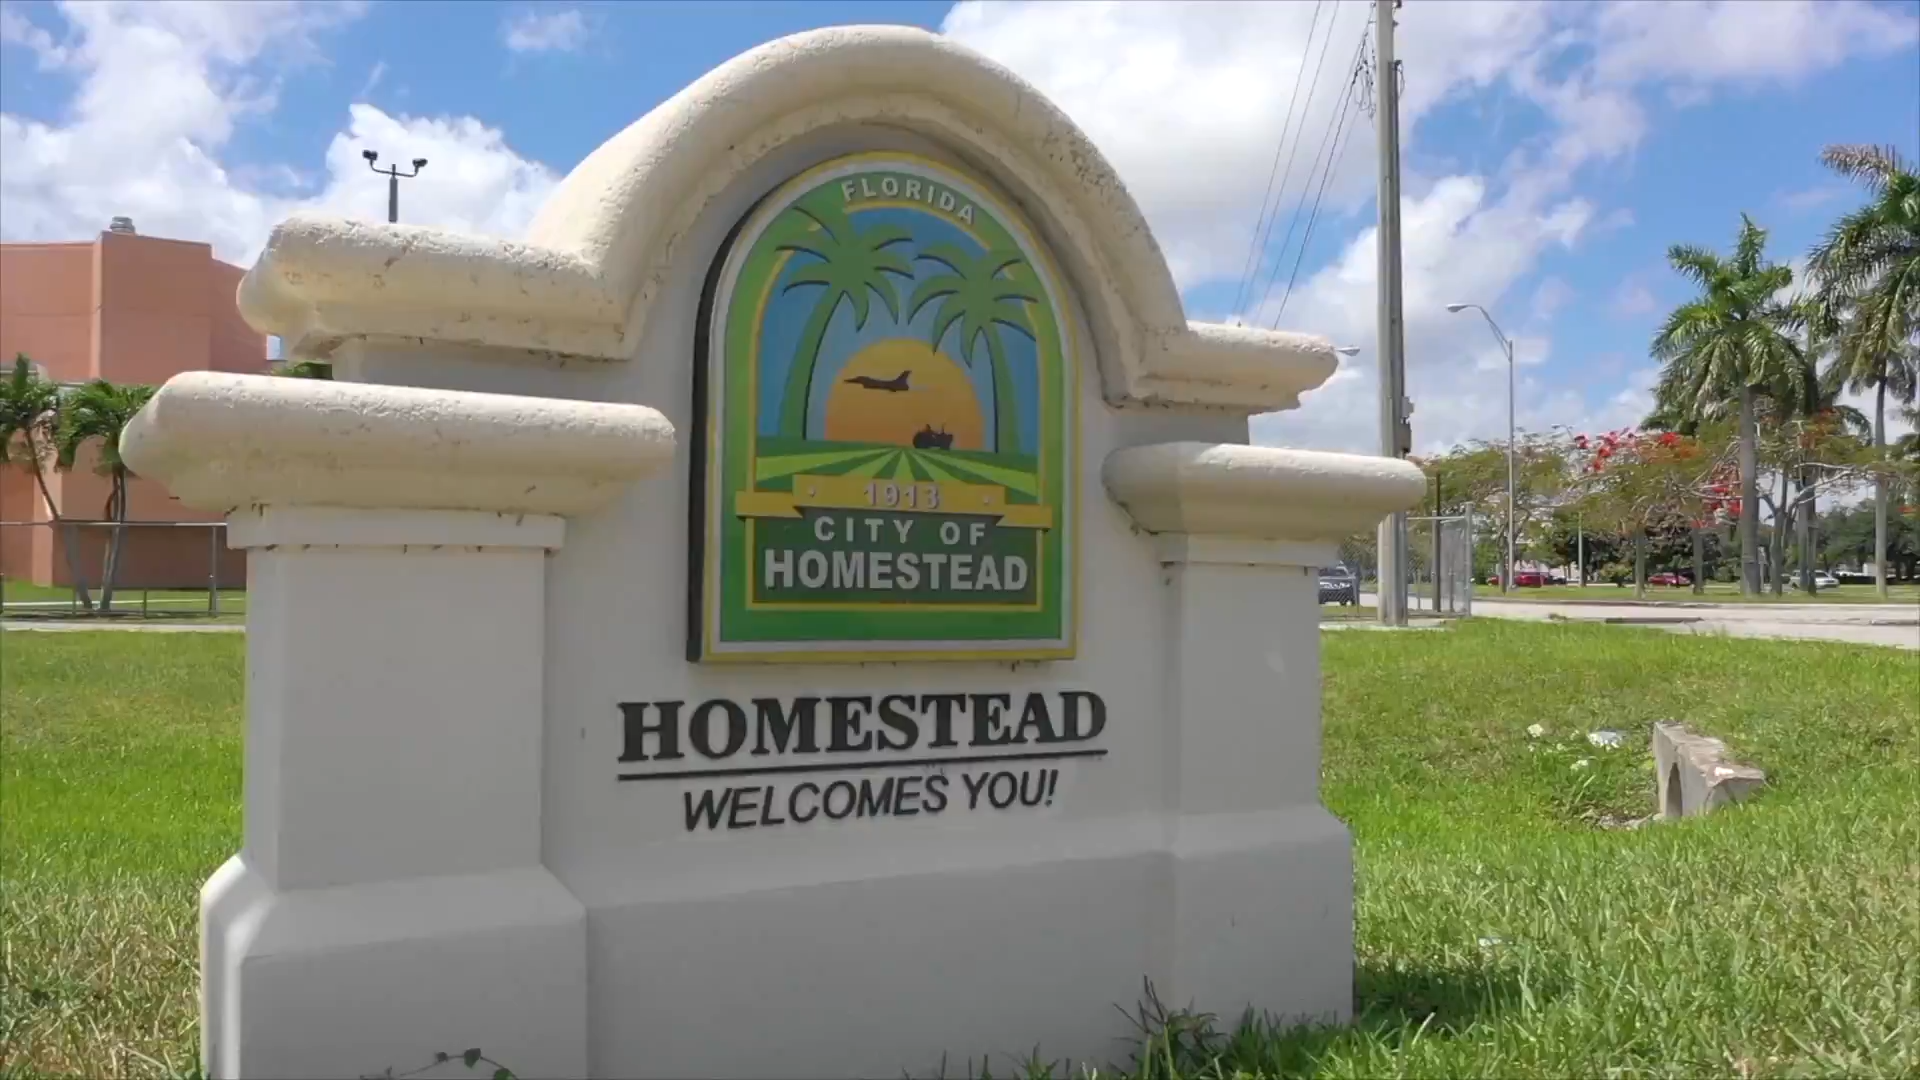 FLORIDA
1913
CITY OF
HOMESTEAD
HOMESTEAD
WELCOMES YOU!